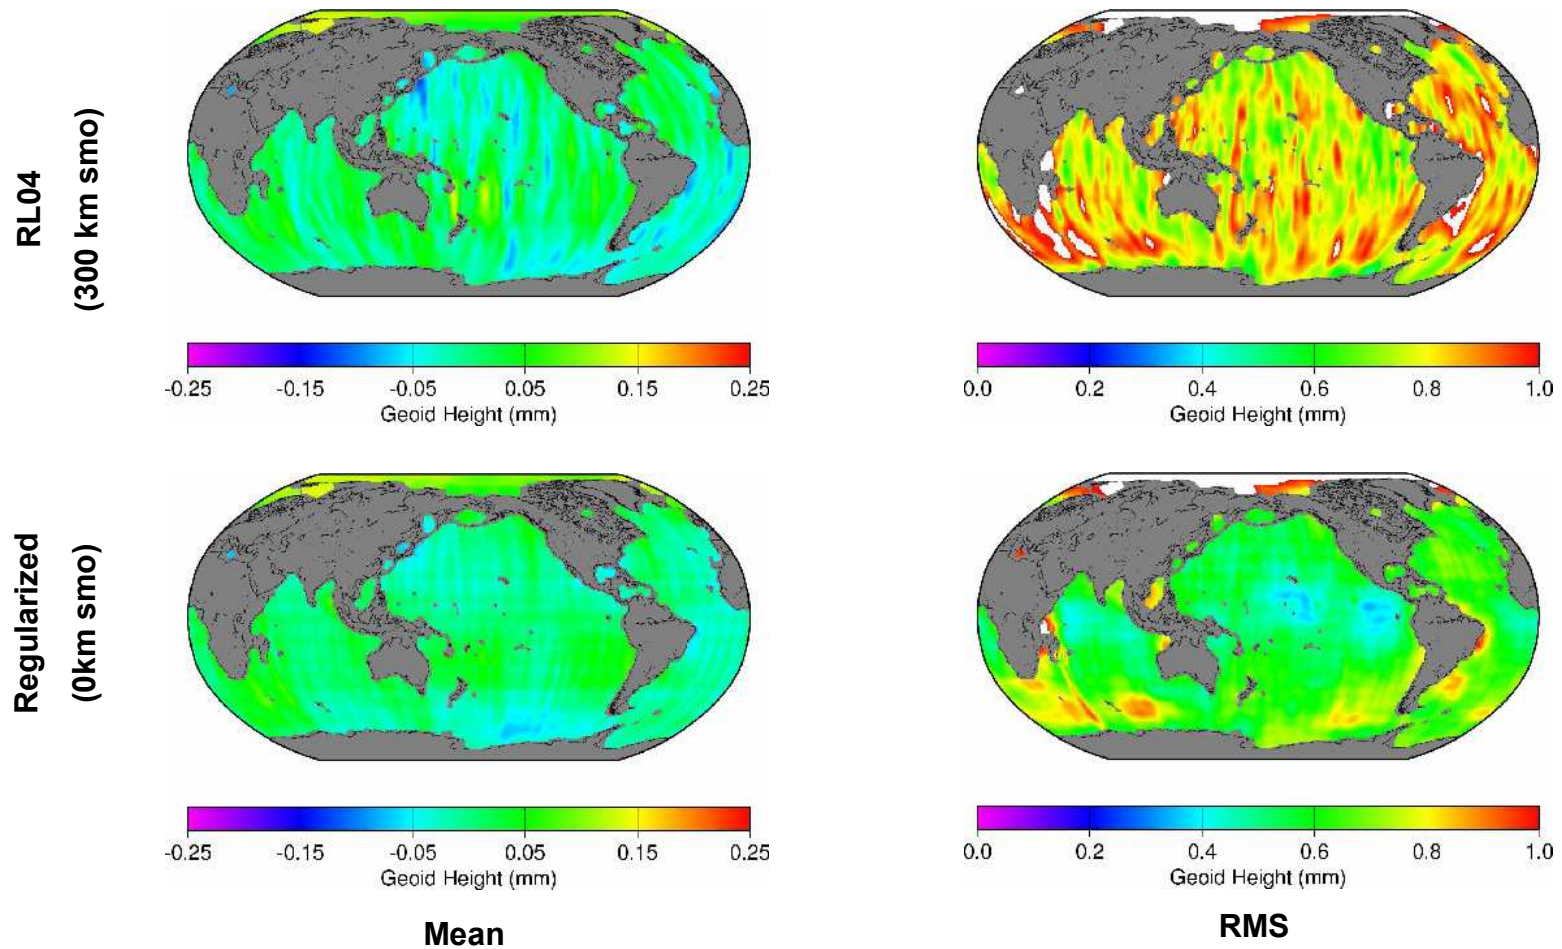 RL04
(300 km smo)
-0.25 -0.15 -0.05 0.05 0.15 0.25
Geoid Height (mm)
0.0 0.2 0.4 0.6 0.8 1.0
Geoid Height (mm)
Regularized
(0km smo)
-0.25 -0.15 -0.05 0.05 0.15 0.25
Geoid Height (mm)
0.0 0.2 0.4 0.6 0.8 1.0
Geoid Height (mm)
Mean
RMS